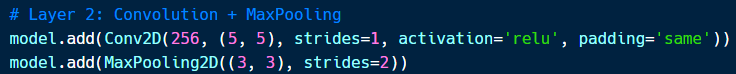 # Layer 2: Convolution + MaxPooling
model.add(Conv2D(256, (5, 5), strides=1, activation='relu', padding='same'))
model.add(MaxPooling2D((3, 3), strides=2))